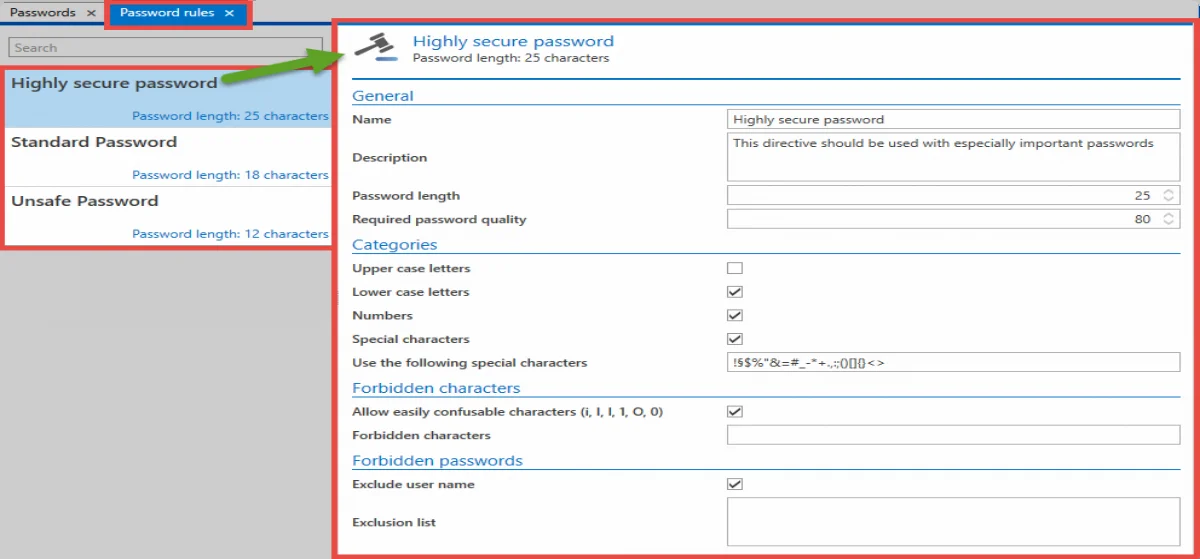 Passwords × Password rules ×
Search
Highly secure password
Password length: 25 characters
Standard Password
Password length: 18 characters
Unsafe Password
Password length: 12 characters
Highly secure password
Password length: 25 characters
General
Name Highly secure password
Description This directive should be used with especially important passwords
Password length 25
Required password quality 80
Categories
Upper case letters
Lower case letters
Numbers
Special characters
Use the following special characters !§$%"&=#_-*+.,:;()[]{}<>
Forbidden characters
Allow easily confusable characters (i, l, I, 1, O, 0)
Forbidden characters
Forbidden passwords
Exclude user name
Exclusion list